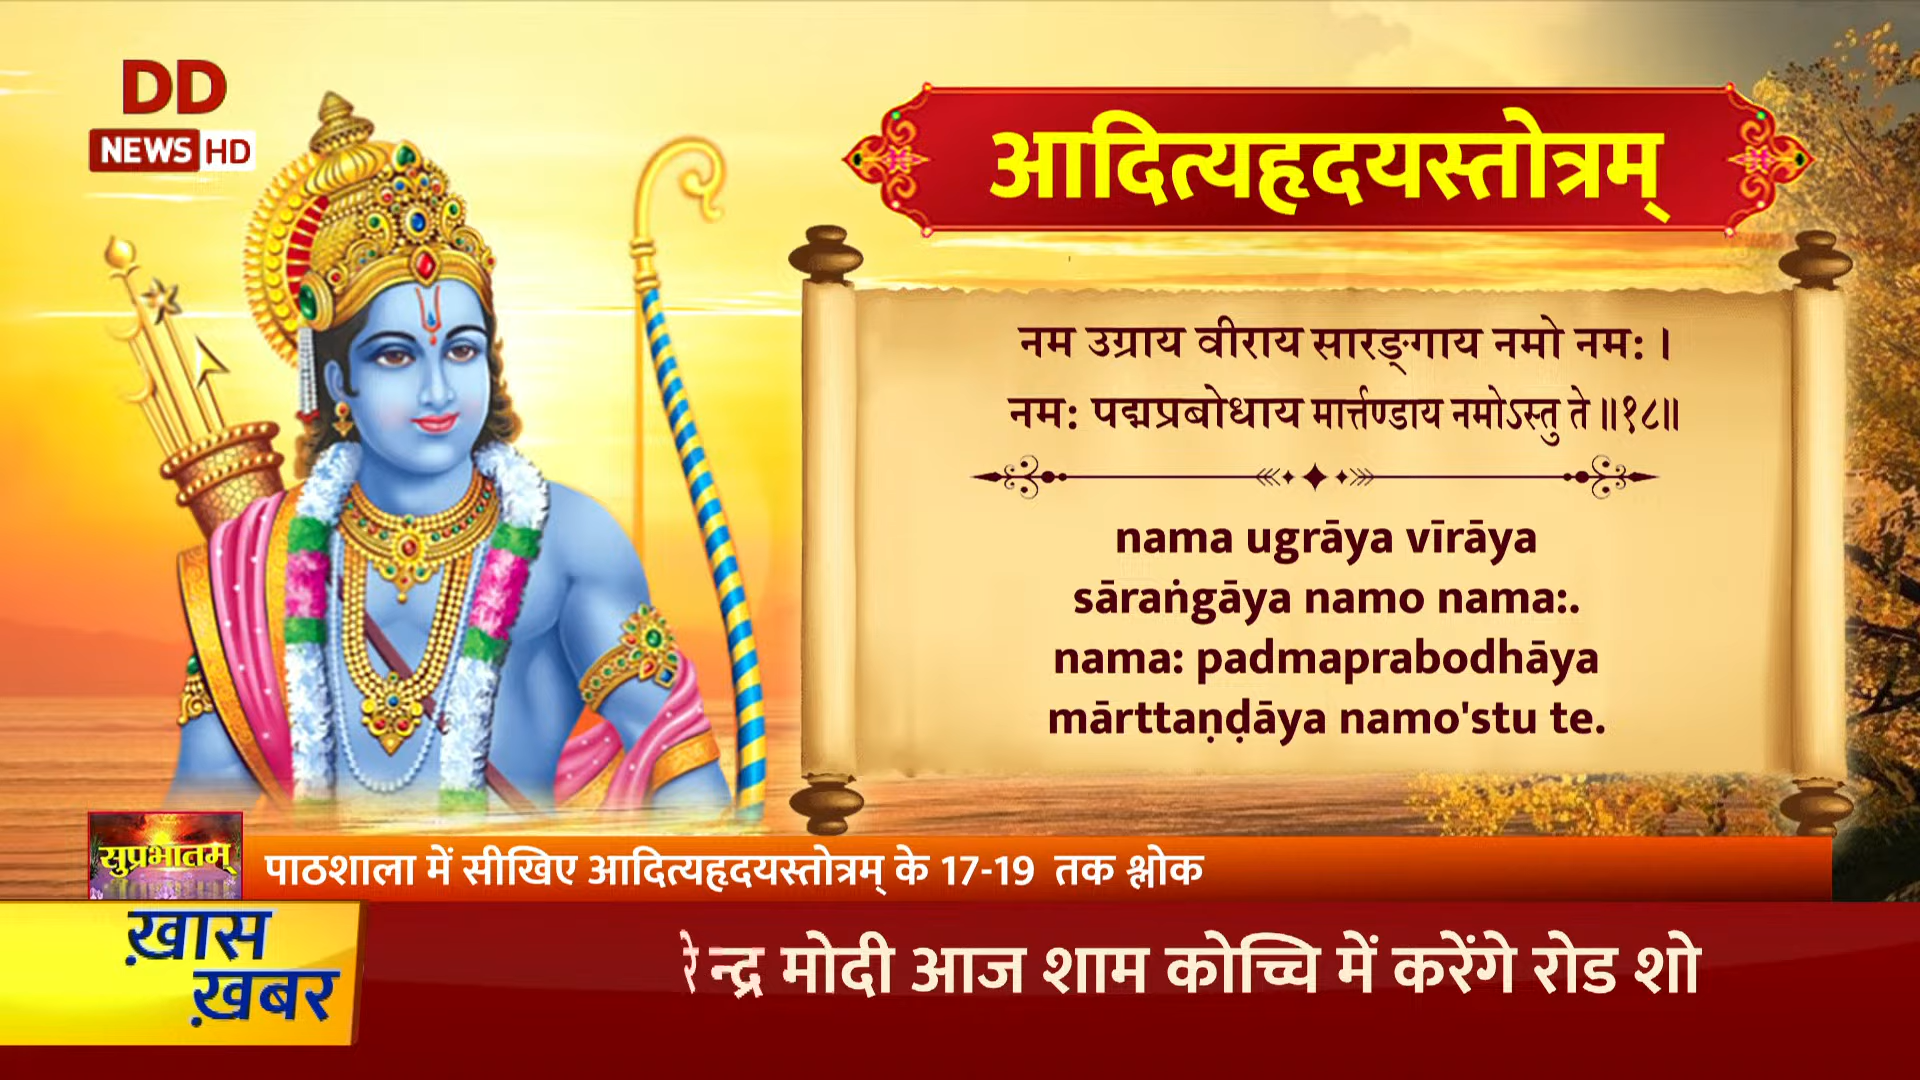 DD
NEWS HD
आदित्यहृदयस्तोत्रम्
नम उग्राय वीराय सारङ्गाय नमो नम: ।
नम: पद्मप्रबोधाय मार्त्तण्डाय नमोऽस्तु ते ॥१८॥
nama ugrāya vīrāya
sāraṅgāya namo nama:.
nama: padmaprabodhāya
mārttaṇḍāya namo'stu te.
सुप्रभातम्
पाठशाला में सीखिए आदित्यहृदयस्तोत्रम् के 17-19 तक श्लोक
ख़ास
ख़बर
रेन्द्र मोदी आज शाम कोच्चि में करेंगे रोड शो